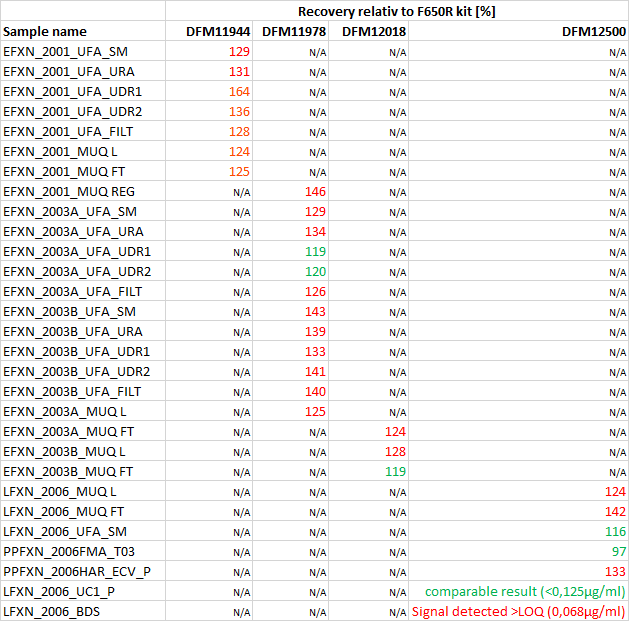 Recovery relativ to F650R kit [%]
Sample name DFM11944 DFM11978 DFM12018 DFM12500
EFXN_2001_UFA_SM 129 N/A N/A N/A
EFXN_2001_UFA_URA 131 N/A N/A N/A
EFXN_2001_UFA_UDR1 164 N/A N/A N/A
EFXN_2001_UFA_UDR2 136 N/A N/A N/A
EFXN_2001_UFA_FILT 128 N/A N/A N/A
EFXN_2001_MUQ L 124 N/A N/A N/A
EFXN_2001_MUQ FT 125 N/A N/A N/A
EFXN_2001_MUQ REG N/A 146 N/A N/A
EFXN_2003A_UFA_SM N/A 129 N/A N/A
EFXN_2003A_UFA_URA N/A 134 N/A N/A
EFXN_2003A_UFA_UDR1 N/A 119 N/A N/A
EFXN_2003A_UFA_UDR2 N/A 120 N/A N/A
EFXN_2003A_UFA_FILT N/A 126 N/A N/A
EFXN_2003B_UFA_SM N/A 143 N/A N/A
EFXN_2003B_UFA_URA N/A 139 N/A N/A
EFXN_2003B_UFA_UDR1 N/A 133 N/A N/A
EFXN_2003B_UFA_UDR2 N/A 141 N/A N/A
EFXN_2003B_UFA_FILT N/A 140 N/A N/A
EFXN_2003A_MUQ L N/A 125 N/A N/A
EFXN_2003A_MUQ FT N/A N/A 124 N/A
EFXN_2003B_MUQ L N/A N/A 128 N/A
EFXN_2003B_MUQ FT N/A N/A 119 N/A
LFXN_2006_MUQ L N/A N/A N/A 124
LFXN_2006_MUQ FT N/A N/A N/A 142
LFXN_2006_UFA_SM N/A N/A N/A 116
PPFXN_2006FMA_T03 N/A N/A N/A 97
PPFXN_2006HAR_ECV_P N/A N/A N/A 133
LFXN_2006_UC1_P N/A N/A N/A comparable result (<0,125µg/ml)
LFXN_2006_BDS N/A N/A N/A Signal detected >LOQ (0,068µg/ml)